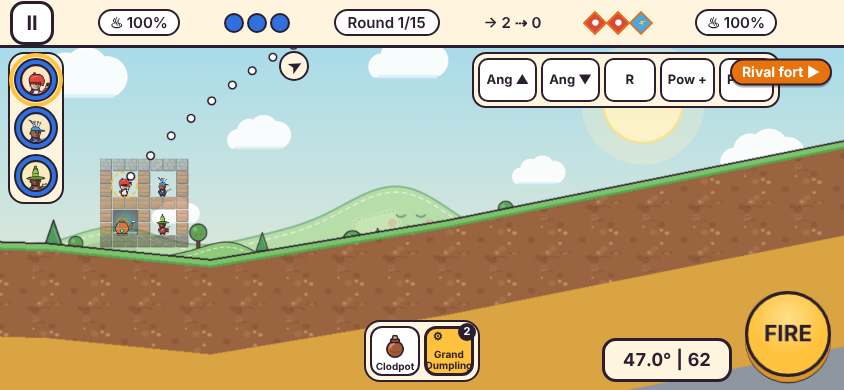 100%
Round 1/15
→ 2 ⇢ 0
100%
Ang ▲
Ang ▼
R
Pow +
P
Rival fort ▶
Clodpot
2
Grand
Dumpling
47.0° | 62
FIRE